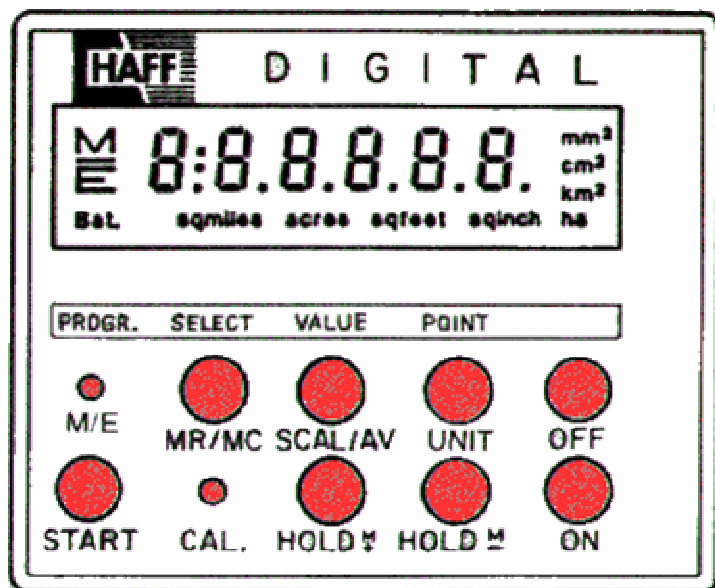 HAFF DIGITAL
M 8:8.8.8.8.8. mm²
E cm²
km²
Bat. sqmiles acres sqfeet sqinch ha
PROGR. SELECT VALUE POINT
M/E MR/MC SCAL/AV UNIT OFF
START CAL. HOLD M+ HOLD M- ON